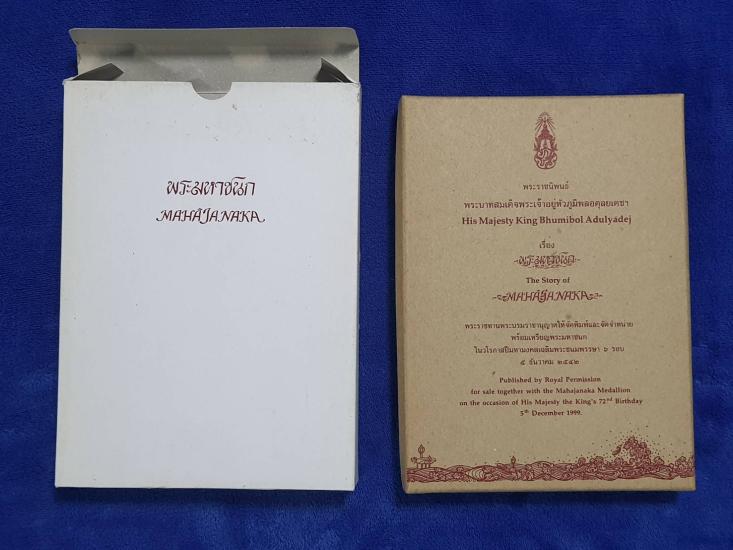 พระมหาชนก
MAHAJANAKA
พระราชนิพนธ์
พระบาทสมเด็จพระเจ้าอยู่หัวภูมิพลอดุลยเดชฯ
His Majesty King Bhumibol Adulyadej
เรื่อง
พระมหาชนก
The Story of
MAHAJANAKA
พระราชทานพระบรมราชานุญาตให้จัดพิมพ์และจัดจำหน่าย
พร้อมเหรียญพระมหาชนก
ในวโรกาสปีมหามงคลเฉลิมพระชนมพรรษา ๖ รอบ
๕ ธันวาคม ๒๕๔๒
Published by Royal Permission
for sale together with the Mahajanaka Medallion
on the occasion of His Majesty the King's 72nd Birthday
5th December 1999.